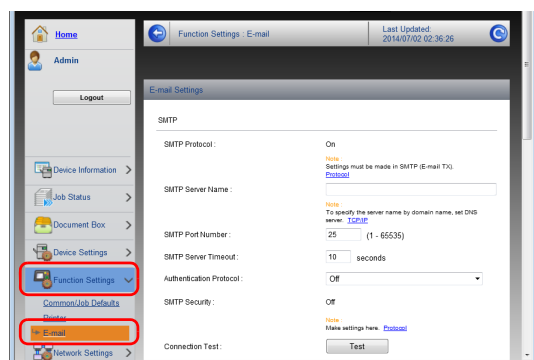 Home
Admin
Logout
Device Information
Job Status
Document Box
Device Settings
Function Settings
Common/Job Defaults
Printer
E-mail
Network Settings
Function Settings : E-mail
Last Updated:
2014/07/02 02:36:26
E-mail Settings
SMTP
SMTP Protocol :
On
Note :
Settings must be made in SMTP (E-mail TX).
Protocol
SMTP Server Name :
Note :
To specify the server name by domain name, set DNS
server. TCP/IP
SMTP Port Number :
25 (1 - 65535)
SMTP Server Timeout :
10 seconds
Authentication Protocol :
Off
SMTP Security :
Off
Note :
Make settings here. Protocol
Connection Test :
Test